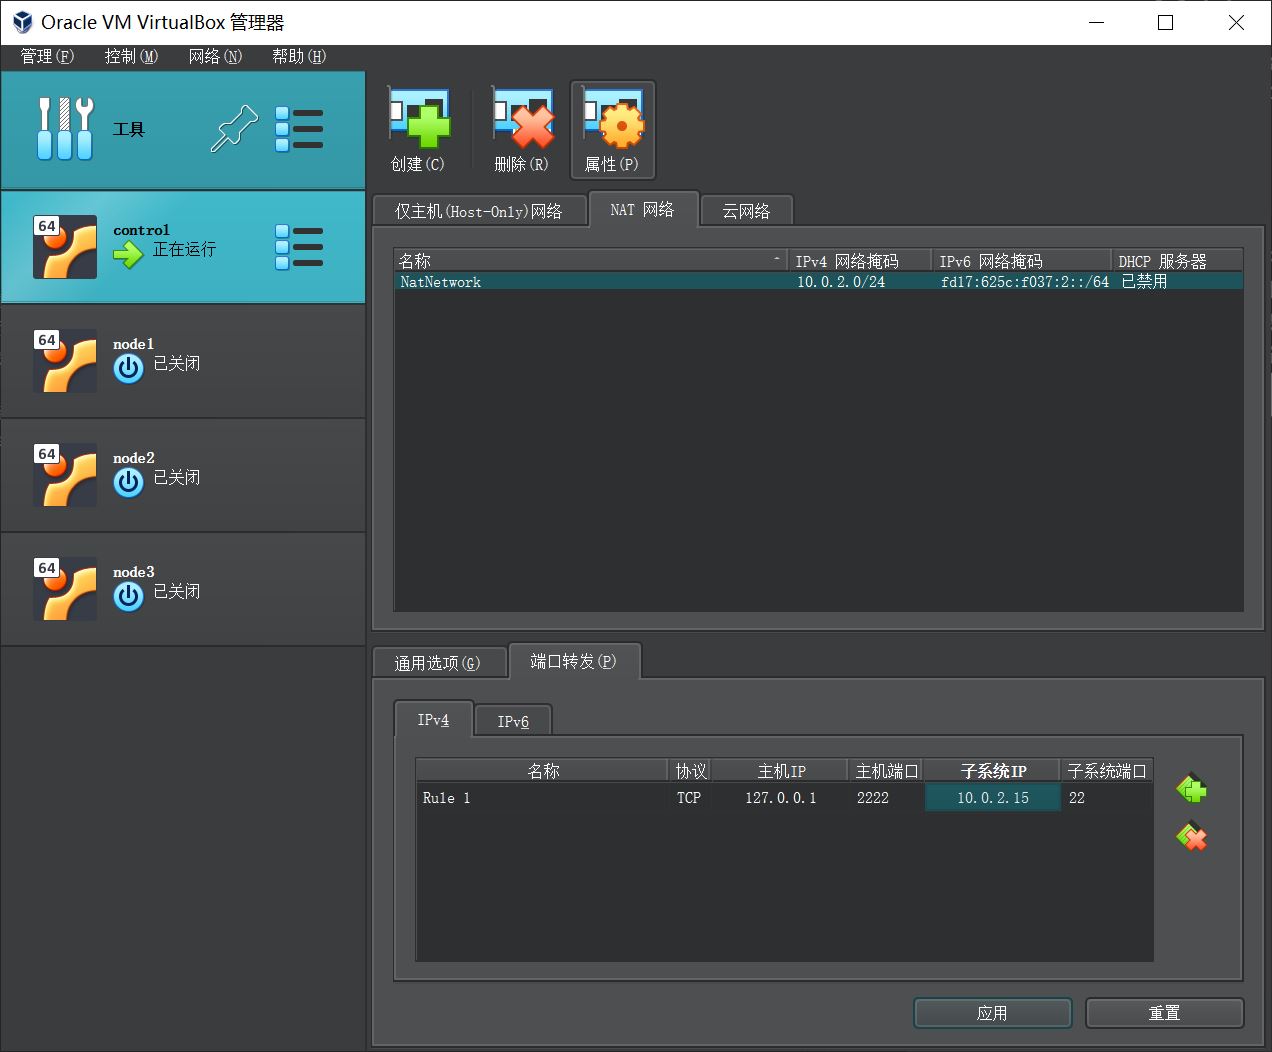 Oracle VM VirtualBox 管理器
管理(F) 控制(M) 网络(N) 帮助(H)
工具
创建(C) 删除(R) 属性(P)
64 control
正在运行
64 node1
已关闭
64 node2
已关闭
64 node3
已关闭
仅主机(Host-Only)网络 NAT 网络 云网络
名称 IPv4 网络掩码 IPv6 网络掩码 DHCP 服务器
NatNetwork 10.0.2.0/24 fd17:625c:f037:2::/64 已禁用
通用选项(G) 端口转发(P)
IPv4 IPv6
名称 协议 主机IP 主机端口 子系统IP 子系统端口
Rule 1 TCP 127.0.0.1 2222 10.0.2.15 22
应用 重置